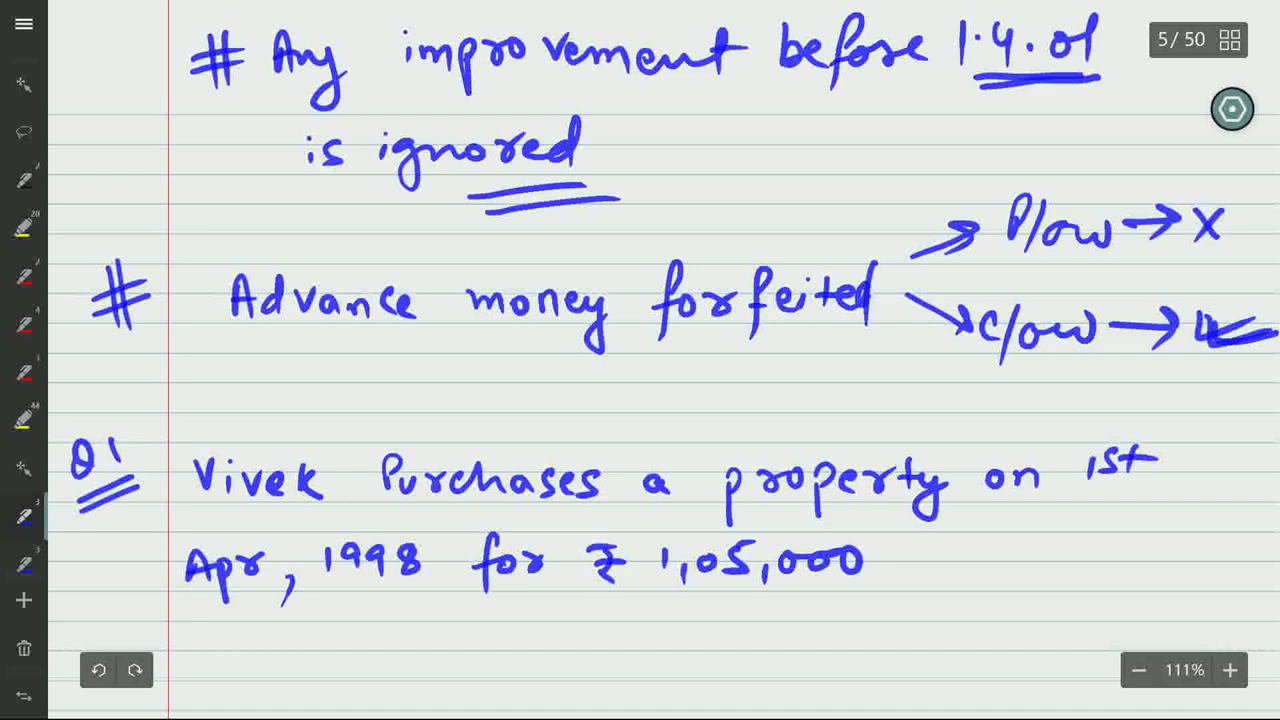 5 / 50
# Any improvement before 1.4.01
is ignored
P/ow → X
# Advance money forfeited
C/ow →
Q1 Vivek Purchases a property on 1st
Apr, 1998 for ₹ 1,05,000
111%